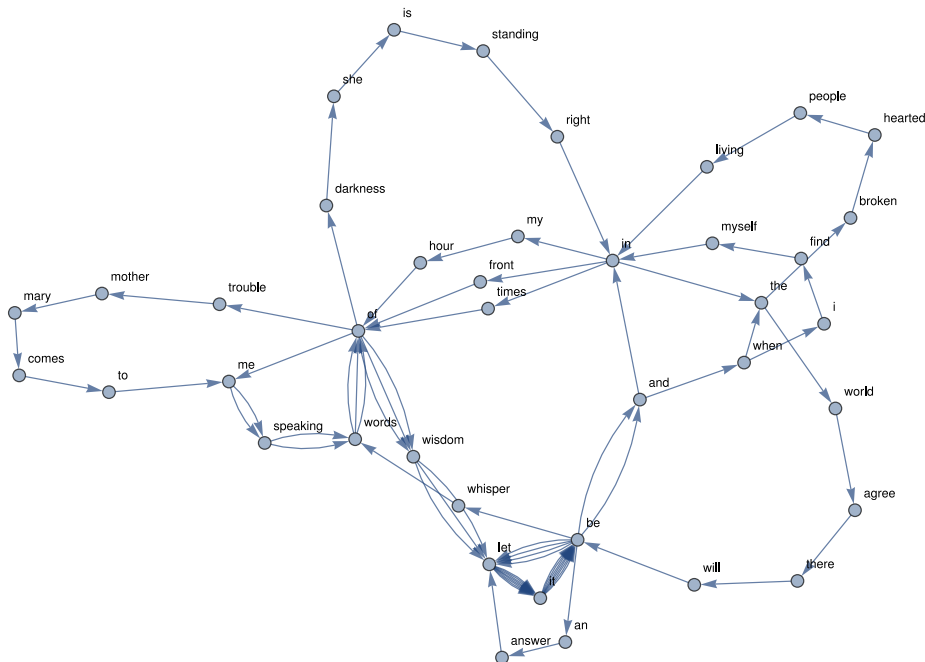 is
standing
she
people
hearted
right
living
darkness
broken
my
myself
in
find
hour
front
the
mother
trouble
times
mary
of
i
when
comes
me
to
and
world
speaking
words
wisdom
whisper
agree
be
let
it
will
there
an
answer